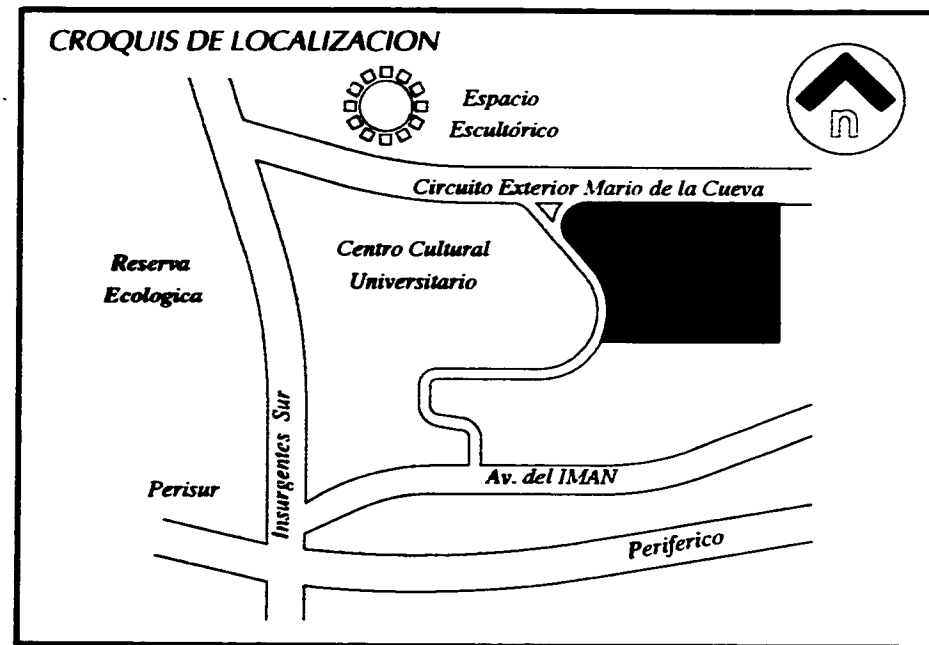 CROQUIS DE LOCALIZACION
Espacio
Escultórico
n
Circuito Exterior Mario de la Cueva
Centro Cultural
Universitario
Reserva
Ecologica
Insurgentes Sur
Perisur
Av. del IMAN
Periferico